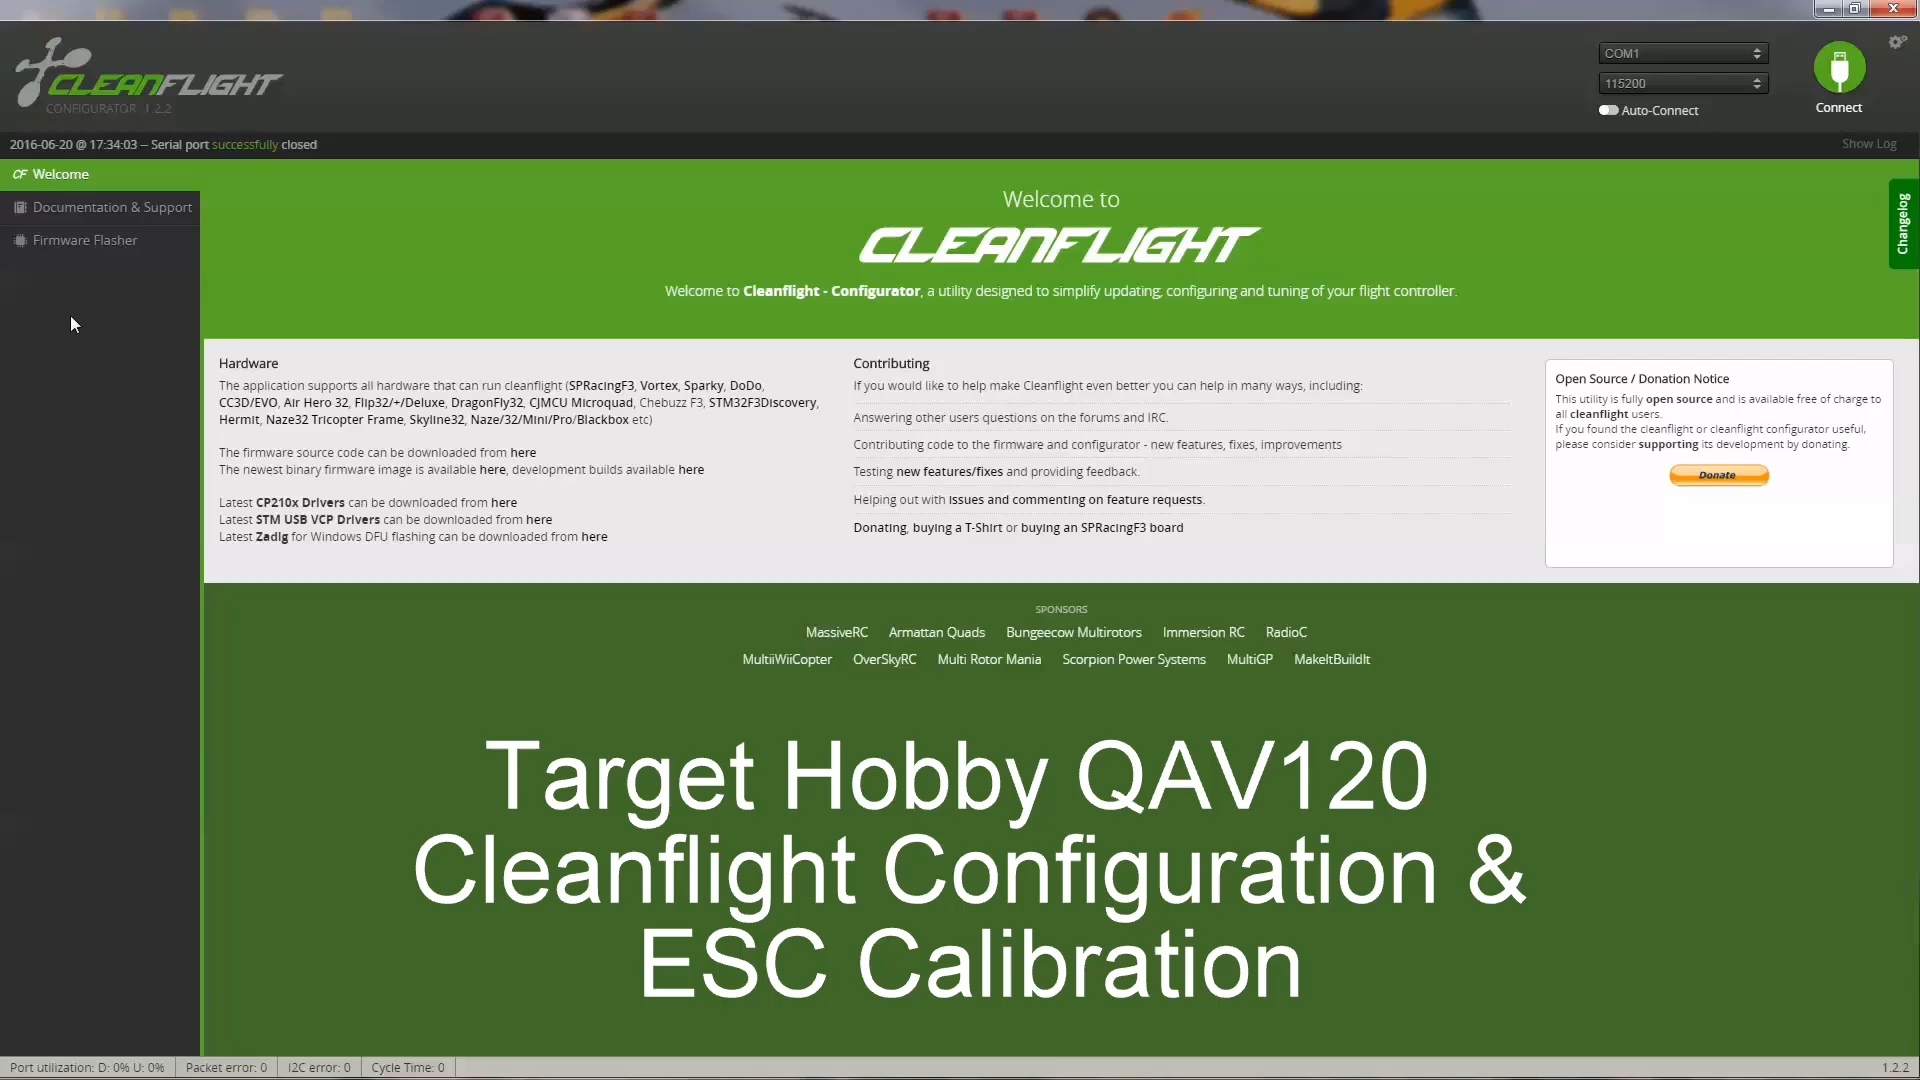 CLEANFLIGHT
CONFIGURATOR 1.2.2
COM1
115200
Auto-Connect
Connect
2016-06-20 @ 17:34:03 -- Serial port successfully closed
Show Log
CF Welcome
Documentation & Support
Firmware Flasher
Changelog
Welcome to
CLEANFLIGHT
Welcome to Cleanflight - Configurator, a utility designed to simplify updating, configuring and tuning of your flight controller.
Hardware
The application supports all hardware that can run cleanflight (SPRacingF3, Vortex, Sparky, DoDo,
CC3D/EVO, Air Hero 32, Flip32/+/Deluxe, DragonFly32, CJMCU Microquad, Chebuzz F3, STM32F3Discovery,
Hermit, Naze32 Tricopter Frame, Skyline32, Naze/32/Mini/Pro/Blackbox etc)
The firmware source code can be downloaded from here
The newest binary firmware image is available here, development builds available here
Latest CP210x Drivers can be downloaded from here
Latest STM USB VCP Drivers can be downloaded from here
Latest Zadig for Windows DFU flashing can be downloaded from here
Contributing
If you would like to help make Cleanflight even better you can help in many ways, including:
Answering other users questions on the forums and IRC.
Contributing code to the firmware and configurator - new features, fixes, improvements
Testing new features/fixes and providing feedback.
Helping out with issues and commenting on feature requests.
Donating, buying a T-Shirt or buying an SPRacingF3 board
Open Source / Donation Notice
This utility is fully open source and is available free of charge to
all cleanflight users.
If you found the cleanflight or cleanflight configurator useful,
please consider supporting its development by donating.
Donate
SPONSORS
MassiveRC Armattan Quads Bungeecow Multirotors Immersion RC RadioC
MultiiWiiCopter OverSkyRC Multi Rotor Mania Scorpion Power Systems MultiGP MakeItBuildIt
Target Hobby QAV120
Cleanflight Configuration &
ESC Calibration
Port utilization: D: 0% U: 0% Packet error: 0 I2C error: 0 Cycle Time: 0 1.2.2